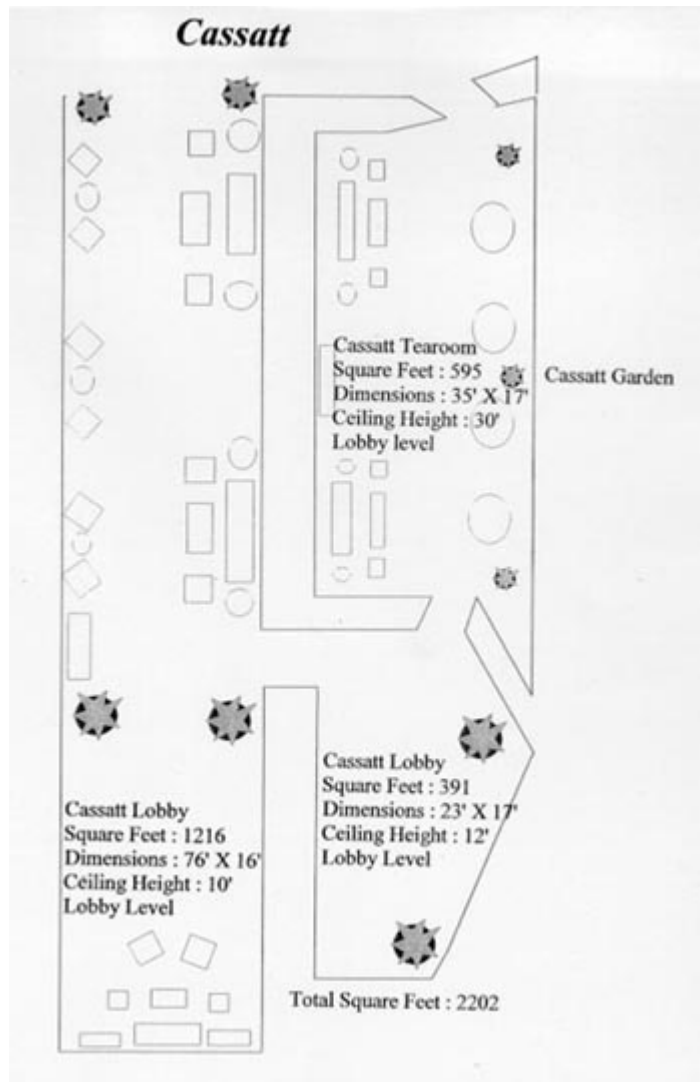 Cassatt
Cassatt Tearoom
Square Feet : 595
Dimensions : 35' X 17'
Ceiling Height : 30'
Lobby level
Cassatt Garden
Cassatt Lobby
Square Feet : 391
Dimensions : 23' X 17'
Ceiling Height : 12'
Lobby Level
Cassatt Lobby
Square Feet : 1216
Dimensions : 76' X 16'
Ceiling Height : 10'
Lobby Level
Total Square Feet : 2202